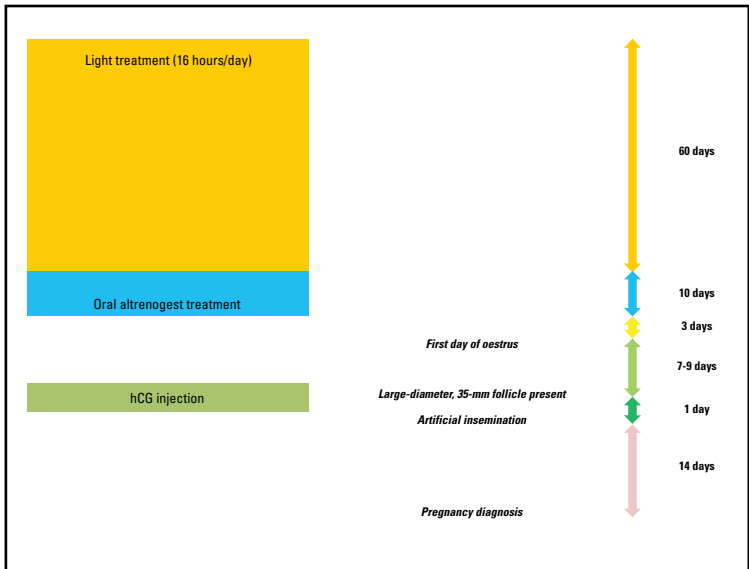 Light treatment (16 hours/day)
60 days
10 days
Oral altrenogest treatment
3 days
First day of oestrus
7-9 days
Large-diameter, 35-mm follicle present
hCG injection
1 day
Artificial insemination
14 days
Pregnancy diagnosis